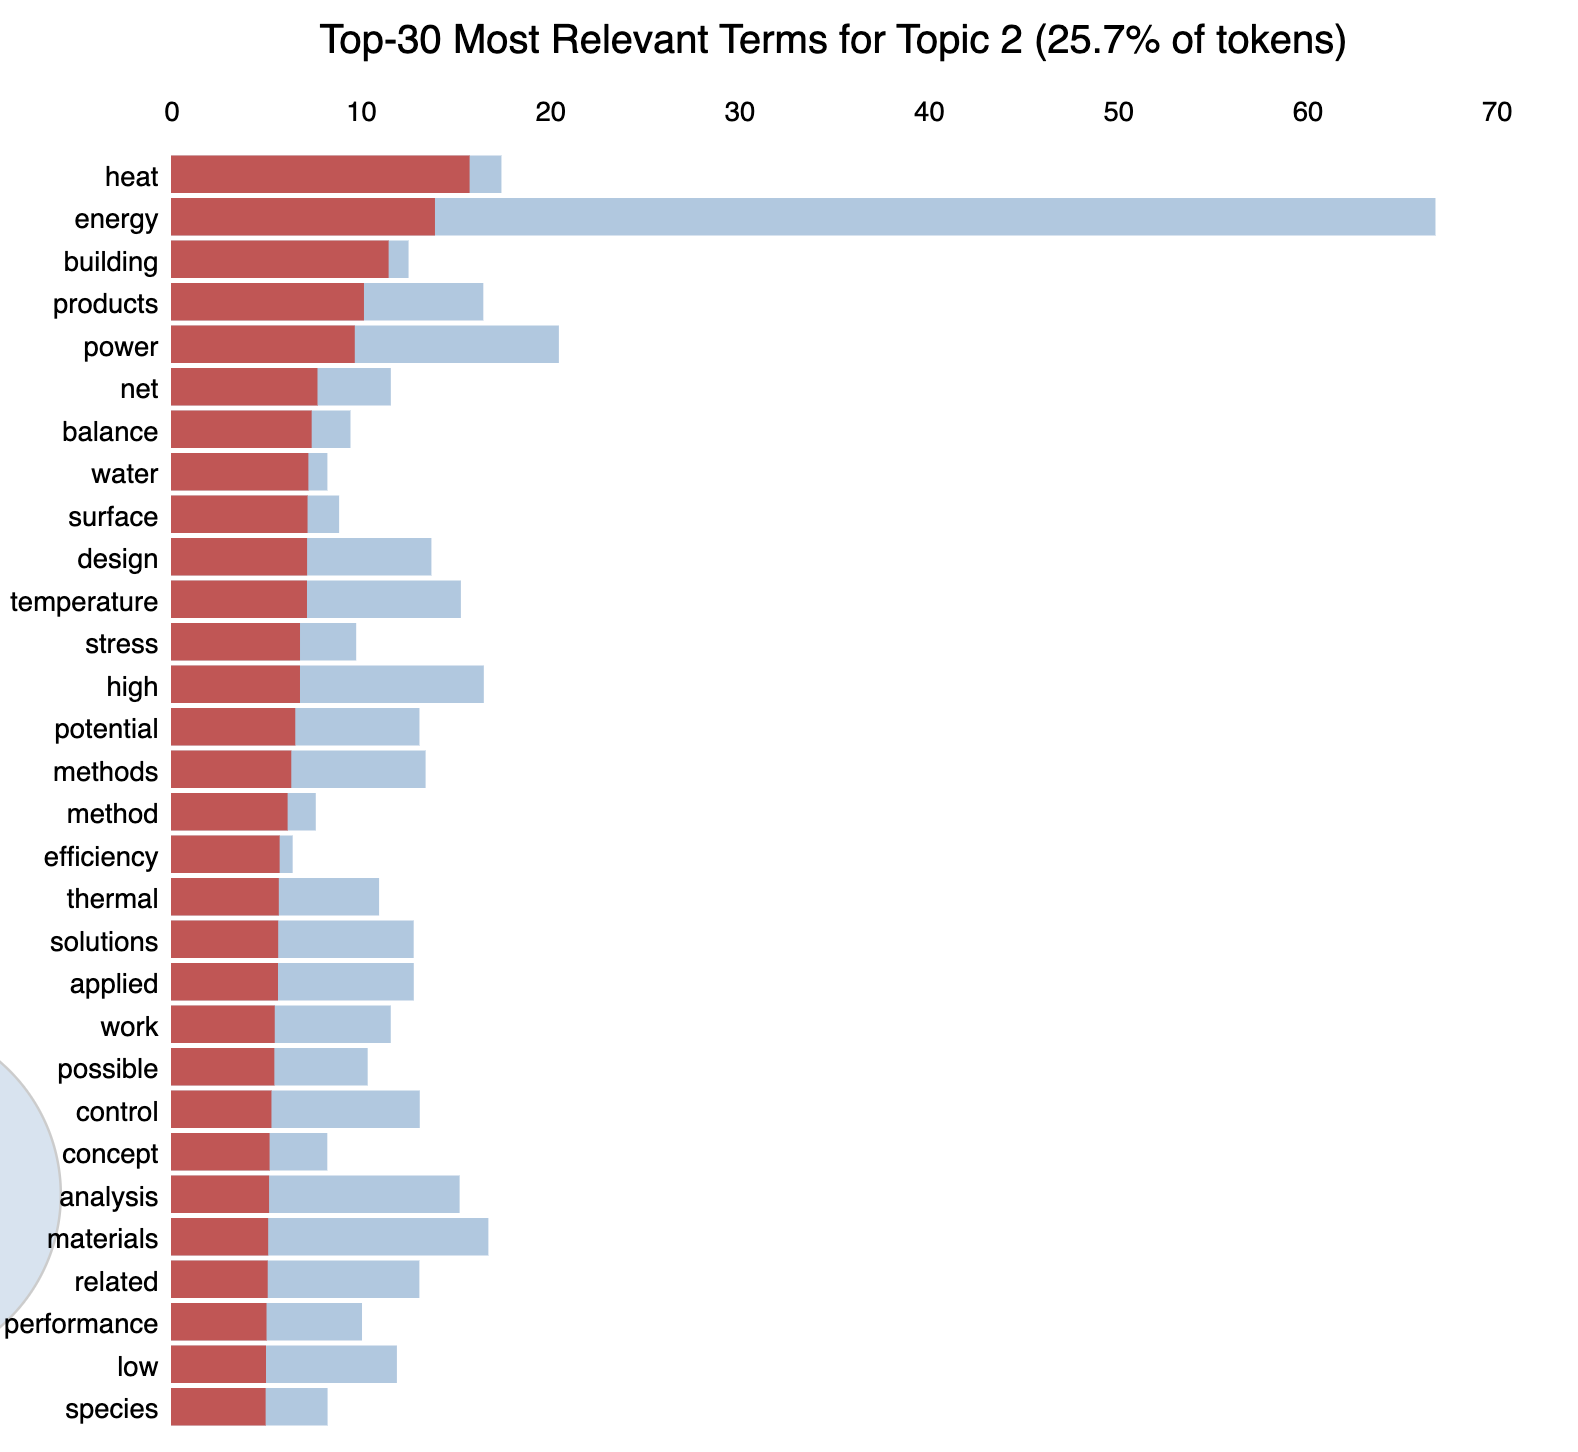 Top-30 Most Relevant Terms for Topic 2 (25.7% of tokens)
0 10 20 30 40 50 60 70
heat
energy
building
products
power
net
balance
water
surface
design
temperature
stress
high
potential
methods
method
efficiency
thermal
solutions
applied
work
possible
control
concept
analysis
materials
related
performance
low
species